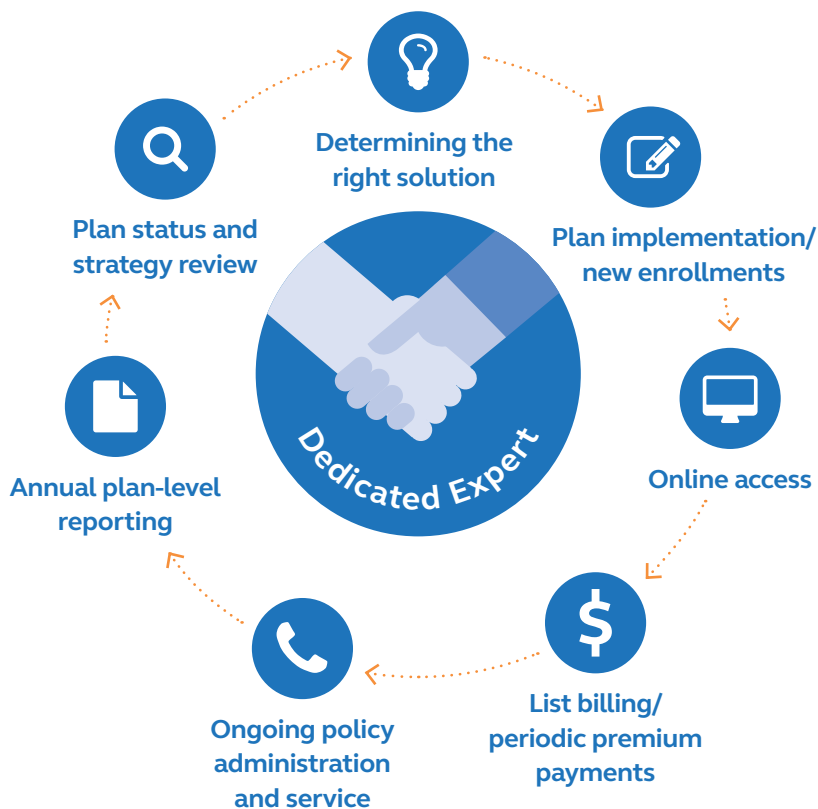 Determining the
right solution
Plan implementation/
new enrollments
Online access
$
List billing/
periodic premium
payments
Ongoing policy
administration
and service
Annual plan-level
reporting
Plan status and
strategy review
Dedicated Expert